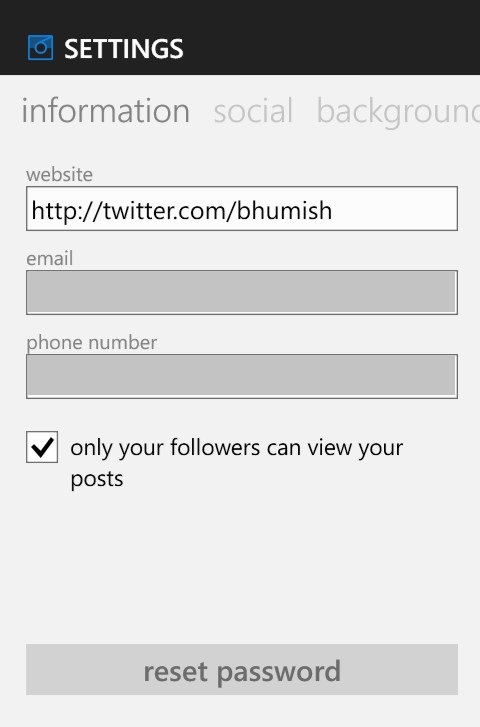 SETTINGS
information social background
website
http://twitter.com/bhumish
email
phone number
only your followers can view your
posts
reset password